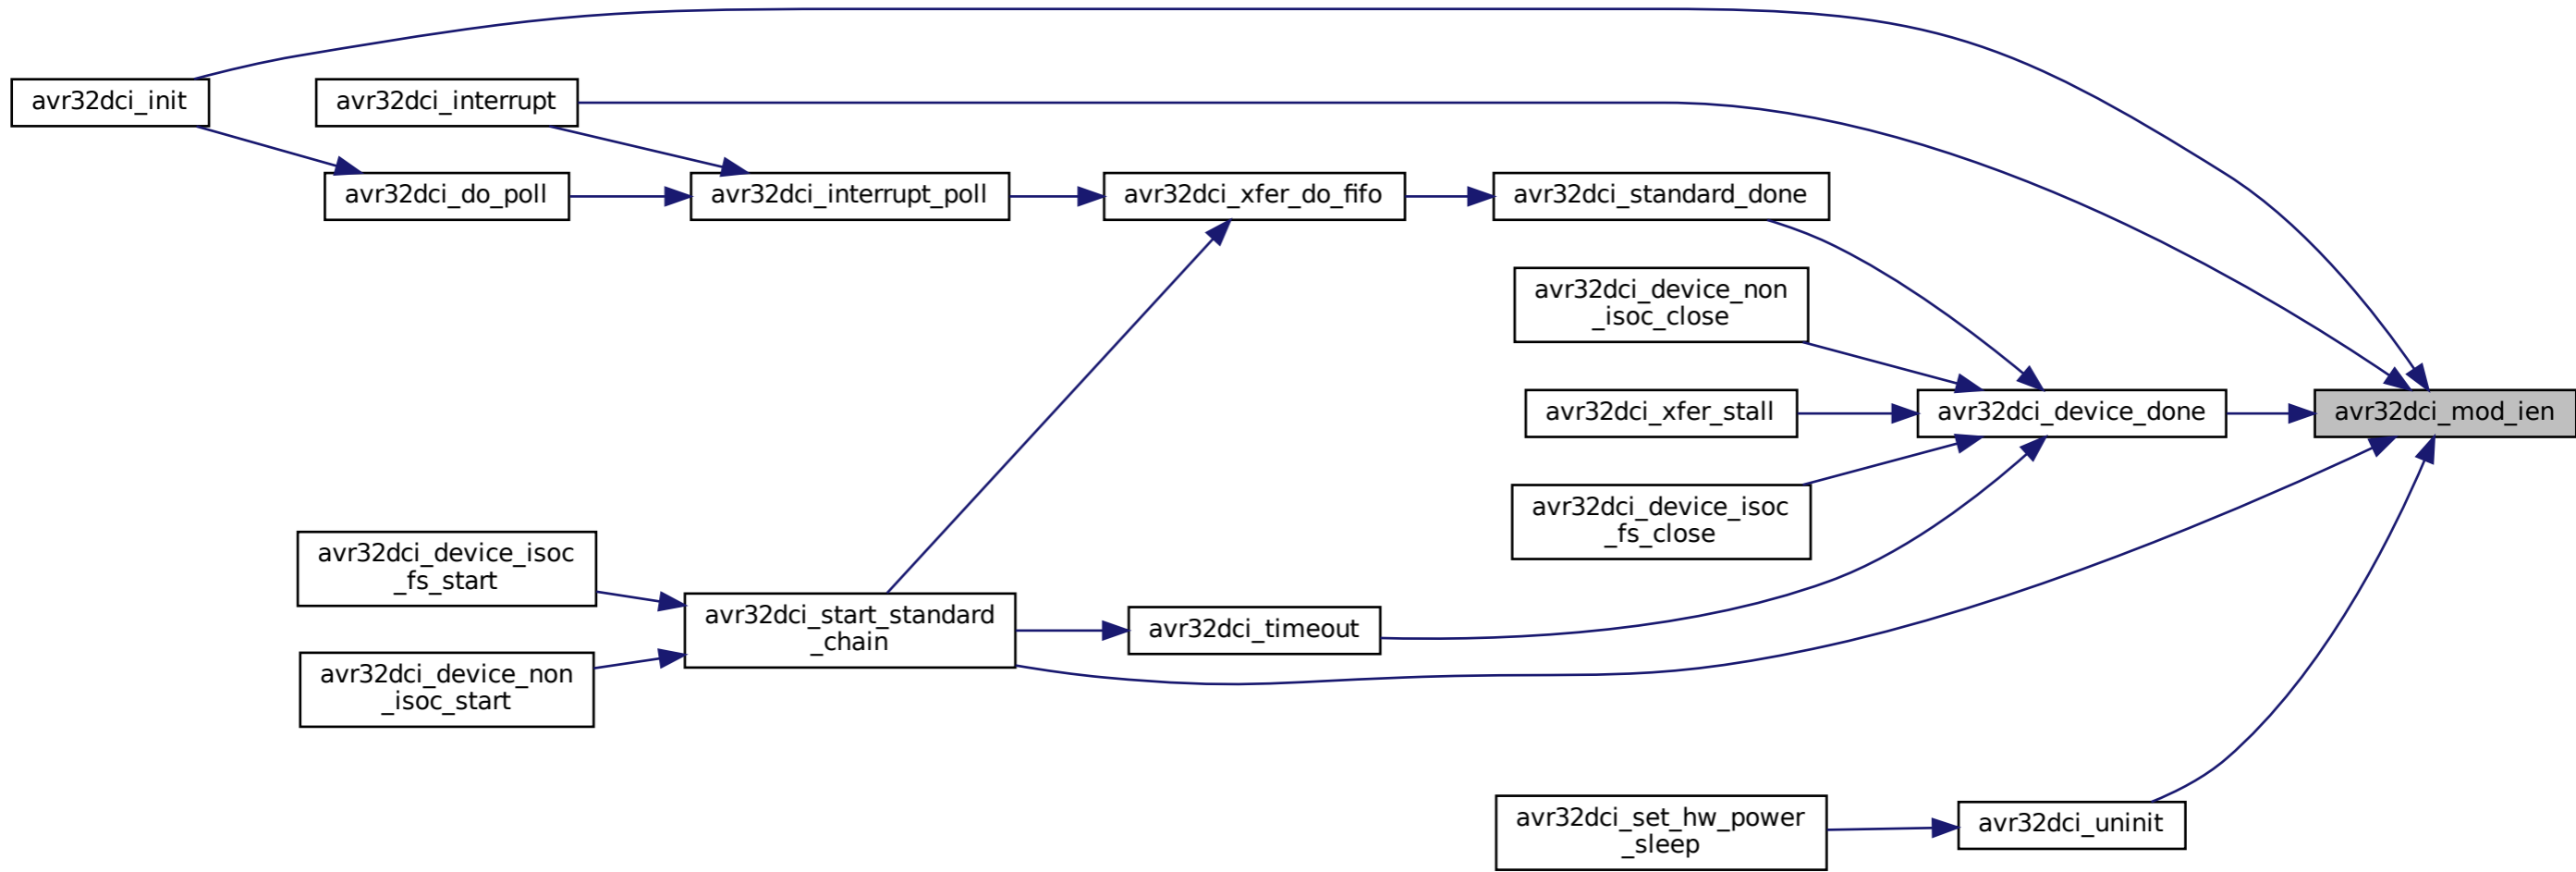 avr32dci_init
avr32dci_interrupt
avr32dci_do_poll
avr32dci_interrupt_poll
avr32dci_xfer_do_fifo
avr32dci_standard_done
avr32dci_device_non
_isoc_close
avr32dci_xfer_stall
avr32dci_device_done
avr32dci_mod_ien
avr32dci_device_isoc
_fs_close
avr32dci_device_isoc
_fs_start
avr32dci_start_standard
_chain
avr32dci_timeout
avr32dci_device_non
_isoc_start
avr32dci_set_hw_power
_sleep
avr32dci_uninit